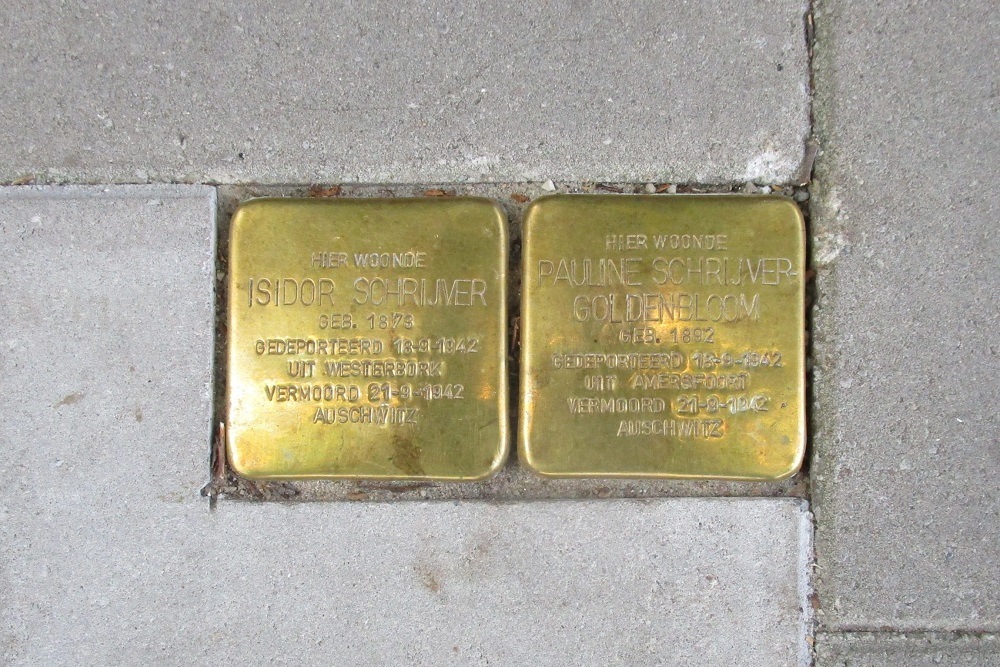 HIER WOONDE
ISIDOR SCHRIJVER
GEB. 1879
GEDEPORTEERD 18-9-1942
UIT WESTERBORK
VERMOORD 21-9-1942
AUSCHWITZ
HIER WOONDE
PAULINE SCHRIJVER-
GOLDENBLOOM
GEB. 1892
GEDEPORTEERD 18-9-1942
UIT AMERSFOORT
VERMOORD 21-9-1942
AUSCHWITZ